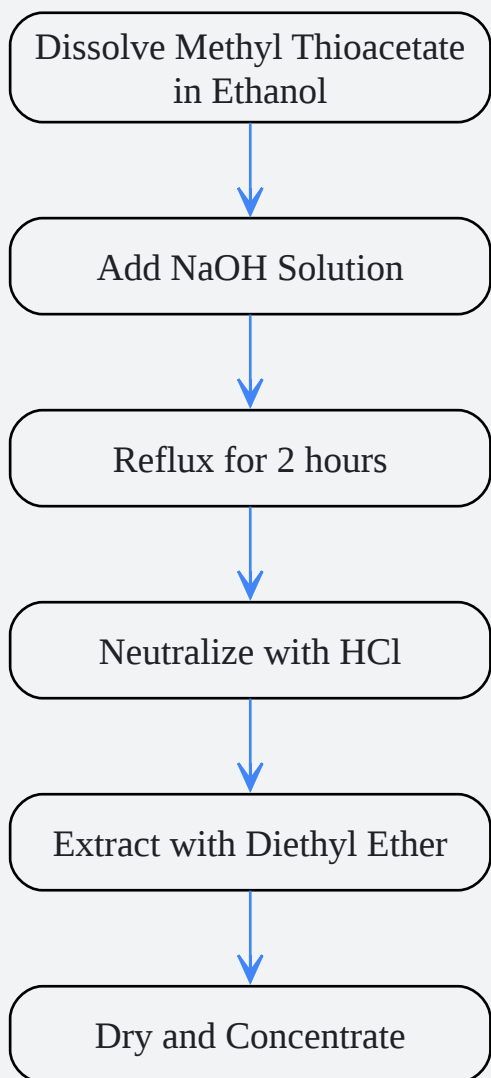 Dissolve Methyl Thioacetate
in Ethanol
Add NaOH Solution
Reflux for 2 hours
Neutralize with HCl
Extract with Diethyl Ether
Dry and Concentrate